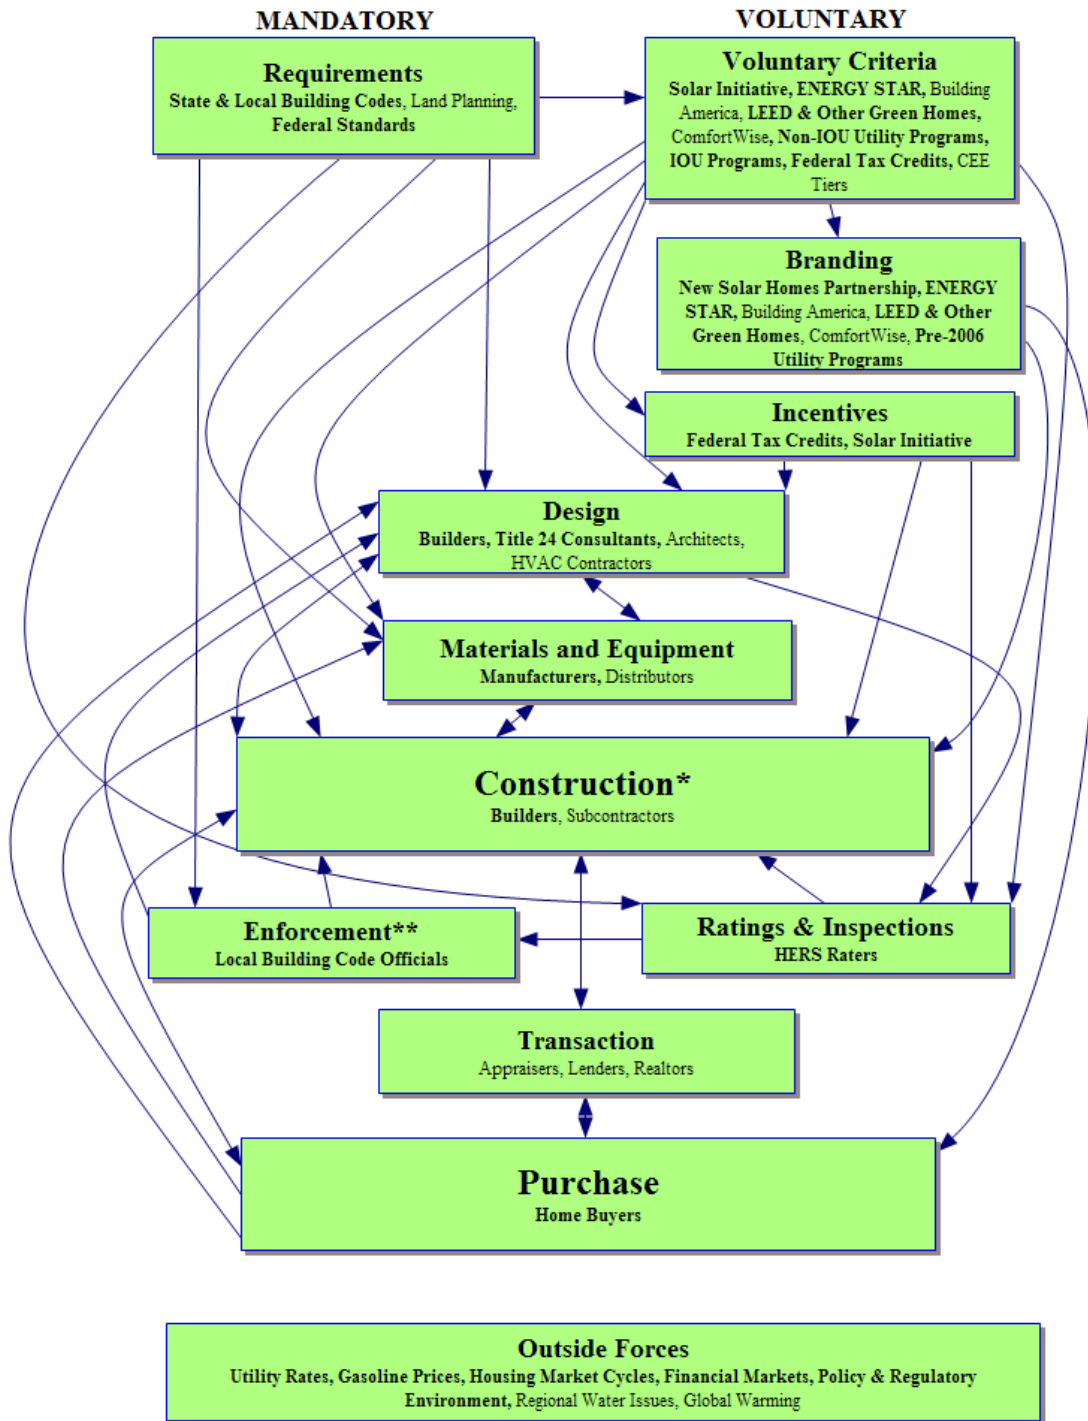 MANDATORY
VOLUNTARY
Requirements
State & Local Building Codes, Land Planning,
Federal Standards
Voluntary Criteria
Solar Initiative, ENERGY STAR, Building
America, LEED & Other Green Homes,
ComfortWise, Non-IOU Utility Programs,
IOU Programs, Federal Tax Credits, CEE
Tiers
Branding
New Solar Homes Partnership, ENERGY
STAR, Building America, LEED & Other
Green Homes, ComfortWise, Pre-2006
Utility Programs
Incentives
Federal Tax Credits, Solar Initiative
Design
Builders, Title 24 Consultants, Architects,
HVAC Contractors
Materials and Equipment
Manufacturers, Distributors
Construction*
Builders, Subcontractors
Enforcement**
Local Building Code Officials
Ratings & Inspections
HERS Raters
Transaction
Appraisers, Lenders, Realtors
Purchase
Home Buyers
Outside Forces
Utility Rates, Gasoline Prices, Housing Market Cycles, Financial Markets, Policy & Regulatory
Environment, Regional Water Issues, Global Warming